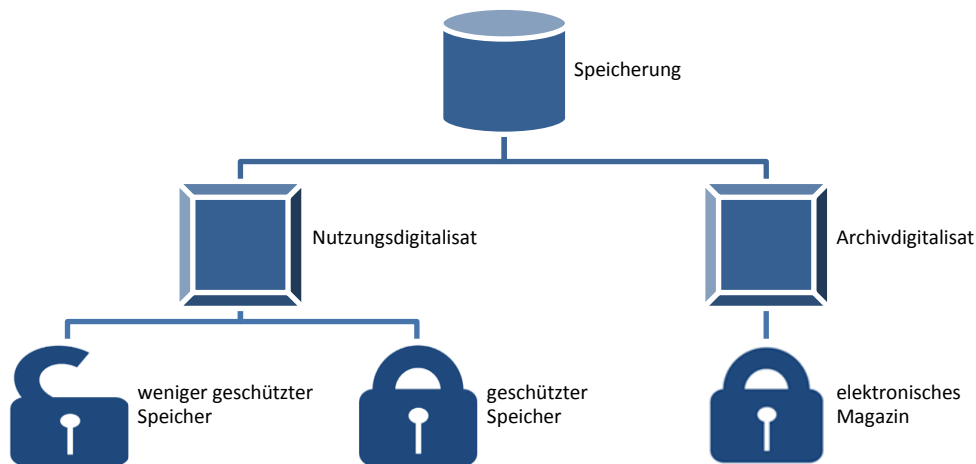 Speicherung
Nutzungsdigitalisat
Archivdigitalisat
weniger geschützter
Speicher
geschützter
Speicher
elektronisches
Magazin